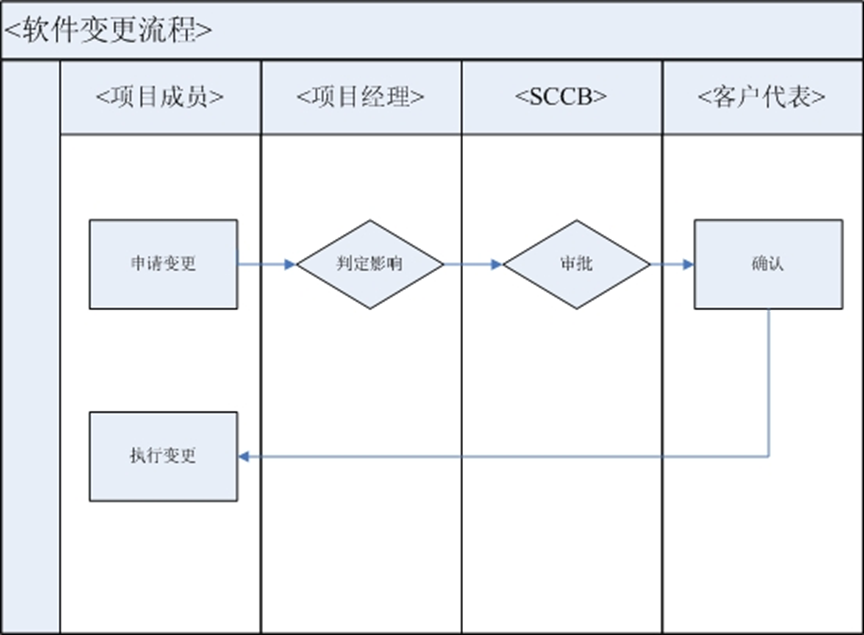 <软件变更流程>
<项目成员>
<项目经理>
<SCCB>
<客户代表>
申请变更
判定影响
审批
确认
执行变更